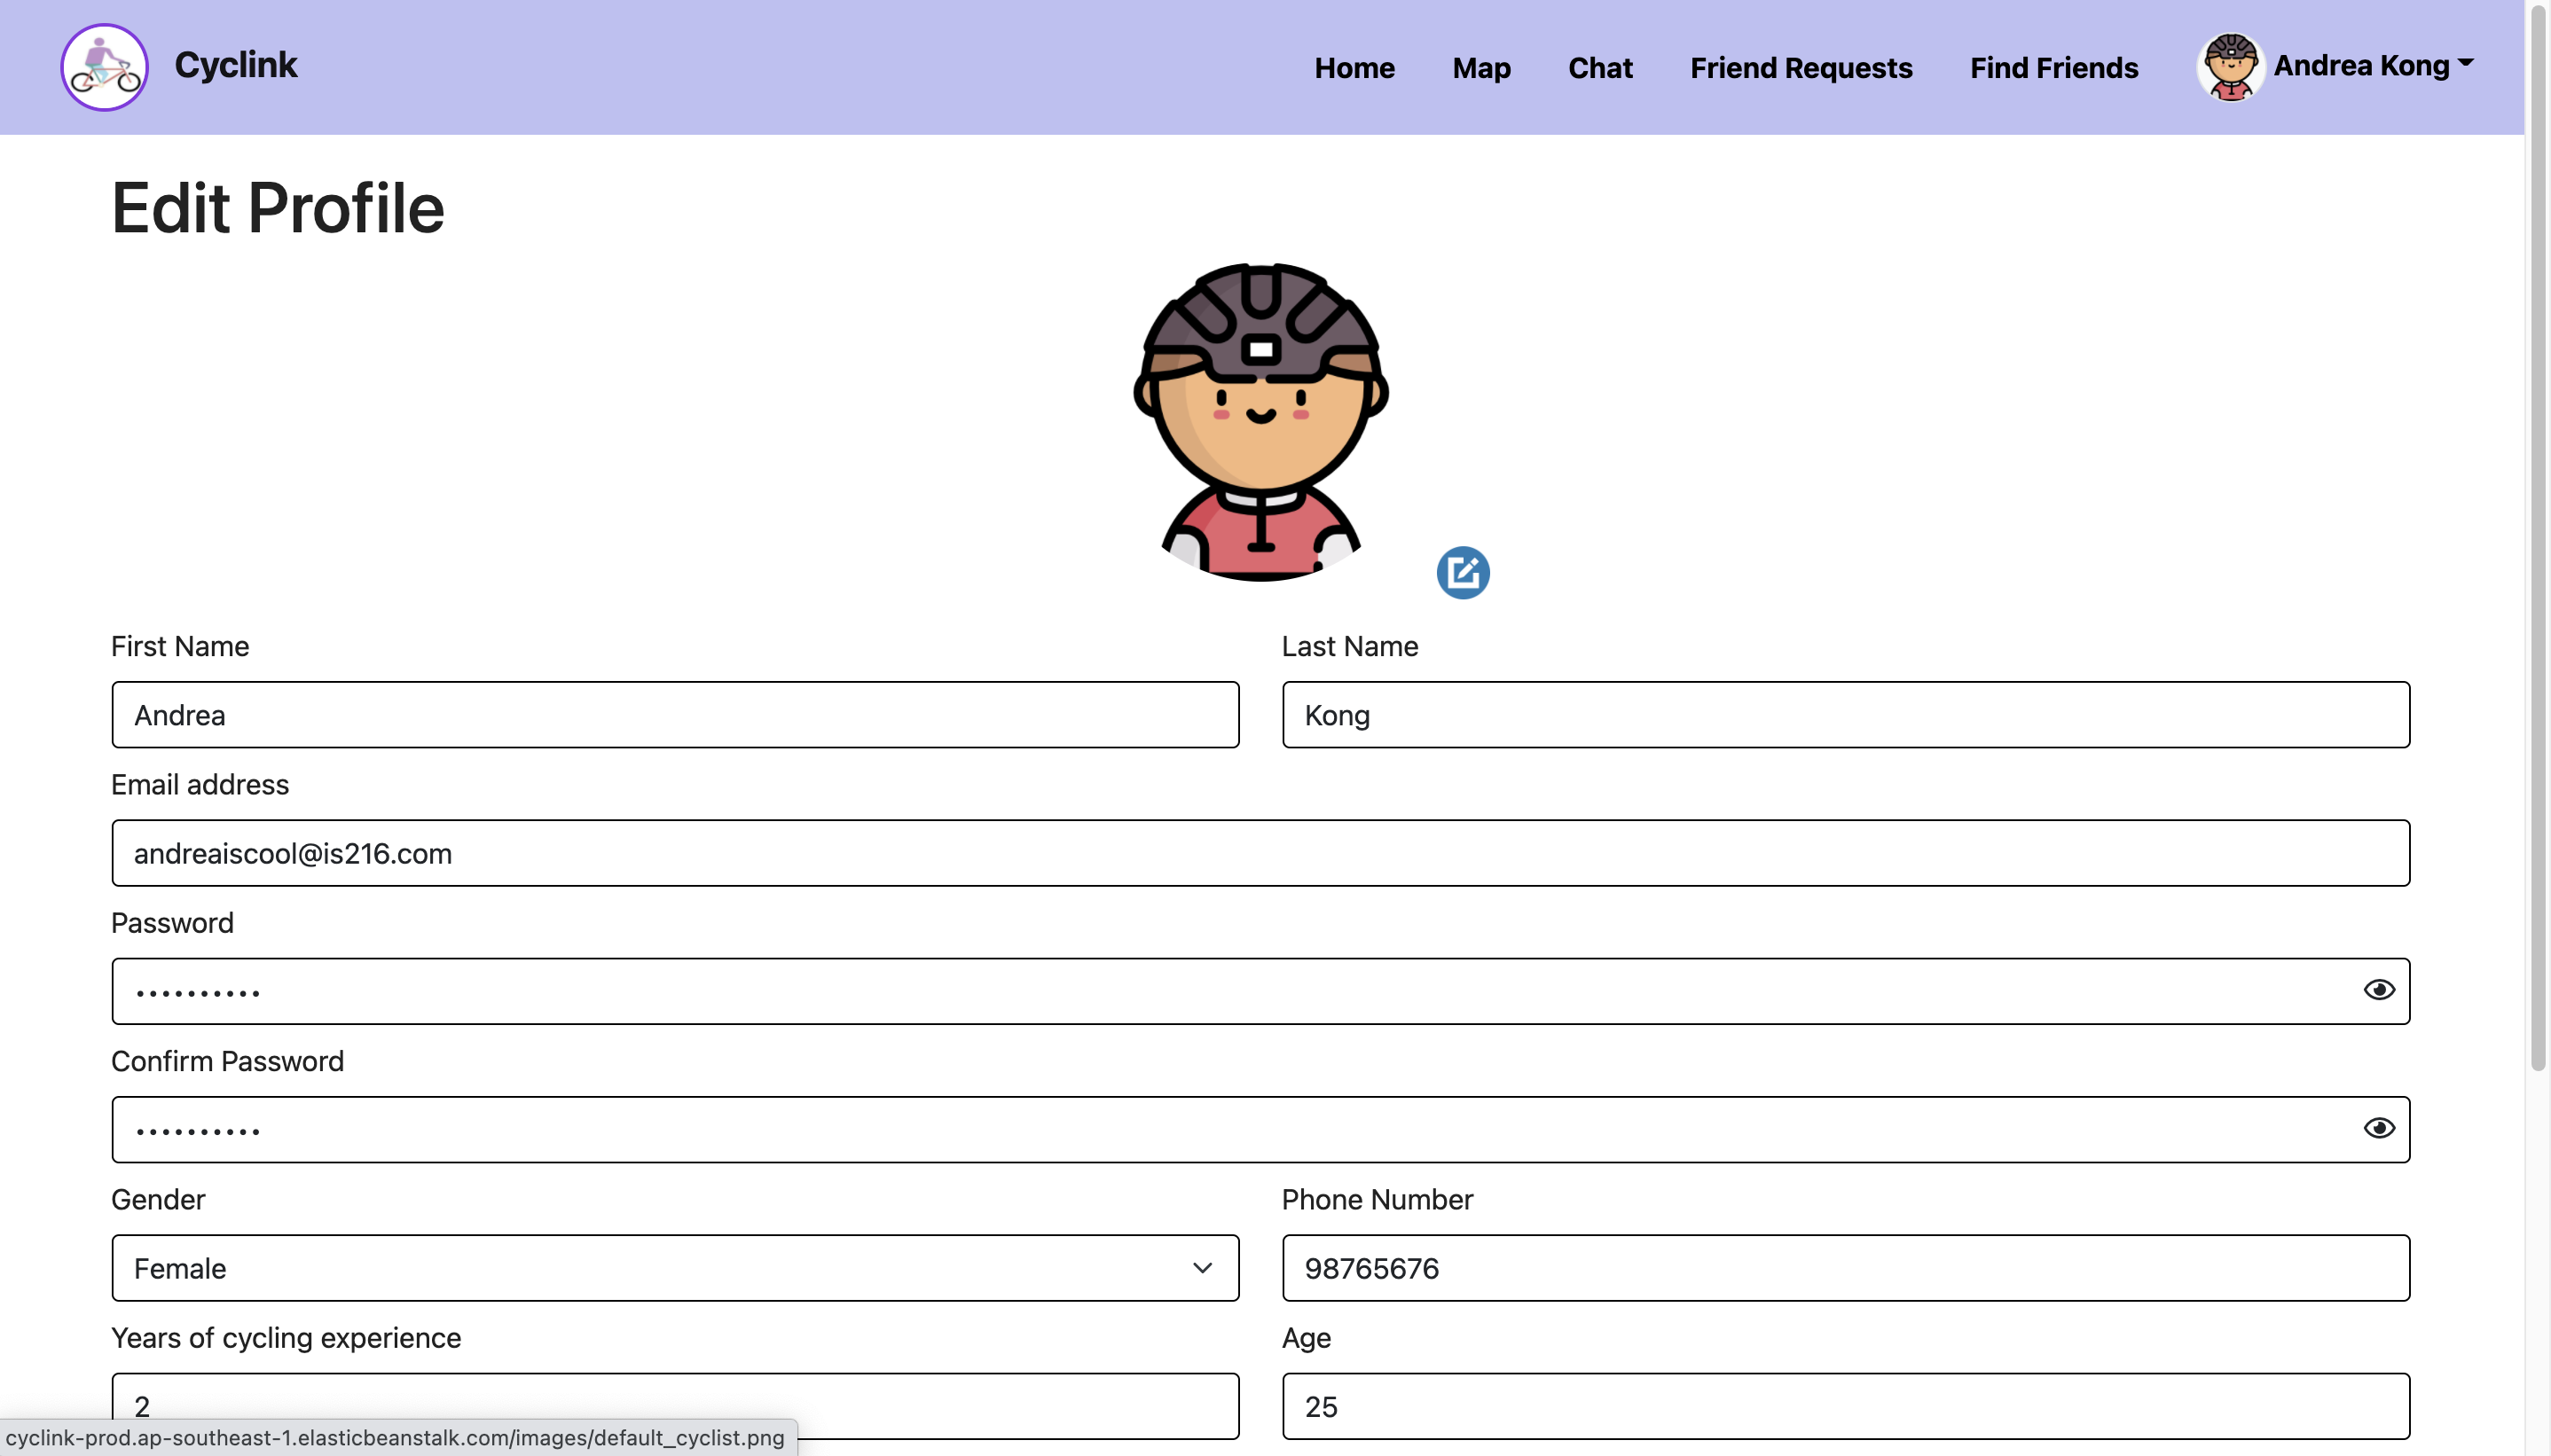 Cyclink Home Map Chat Friend Requests Find Friends Andrea Kong
Edit Profile
First Name Last Name
Andrea Kong
Email address
andreaiscool@is216.com
Password
••••••••••
Confirm Password
••••••••••
Gender Phone Number
Female 98765676
Years of cycling experience Age
2 25
cyclink-prod.ap-southeast-1.elasticbeanstalk.com/images/default_cyclist.png